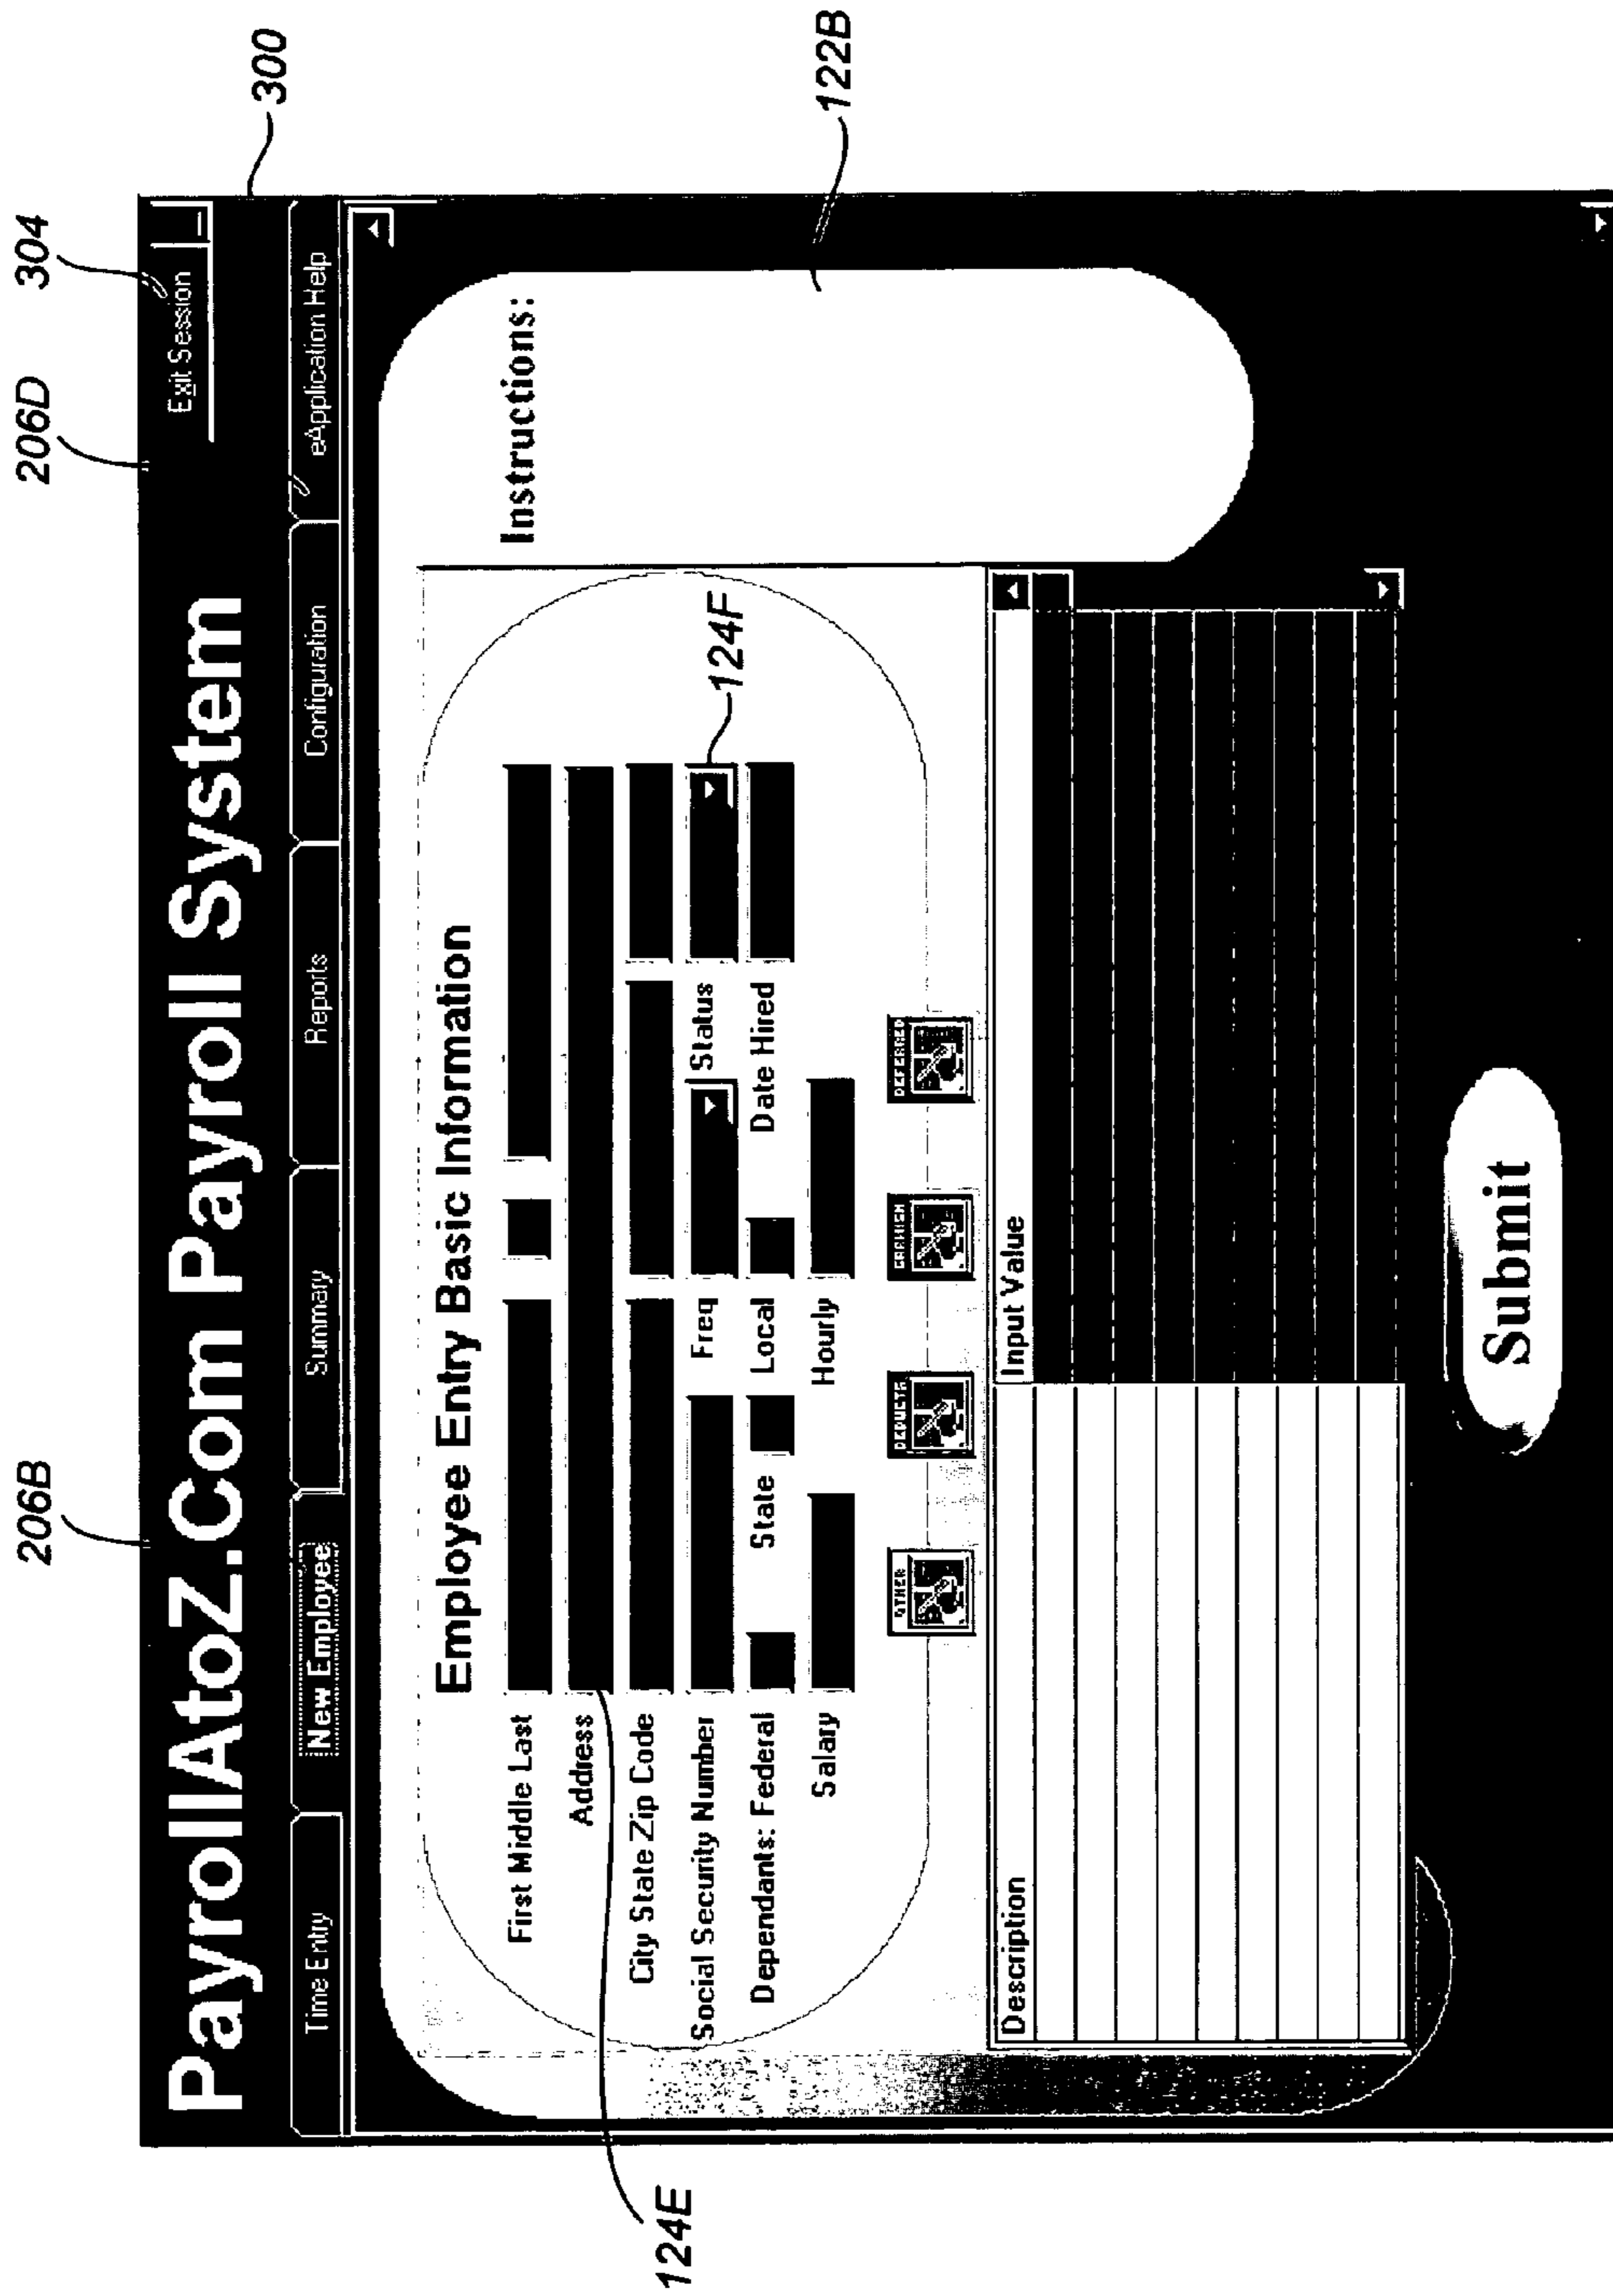 206B 206D 304
300
PayrollAtoZ.Com Payroll System
Exit Session
Time Entry New Employee Summary Reports Configuration eApplication Help
Employee Entry Basic Information
Instructions:
First Middle Last
Address
City State Zip Code
Social Security Number Freq Status
Dependants: Federal State Local Date Hired
Salary Hourly
124E
124F
122B
OTHER DEDUCTS DEFERRED
Description Input Value
Submit